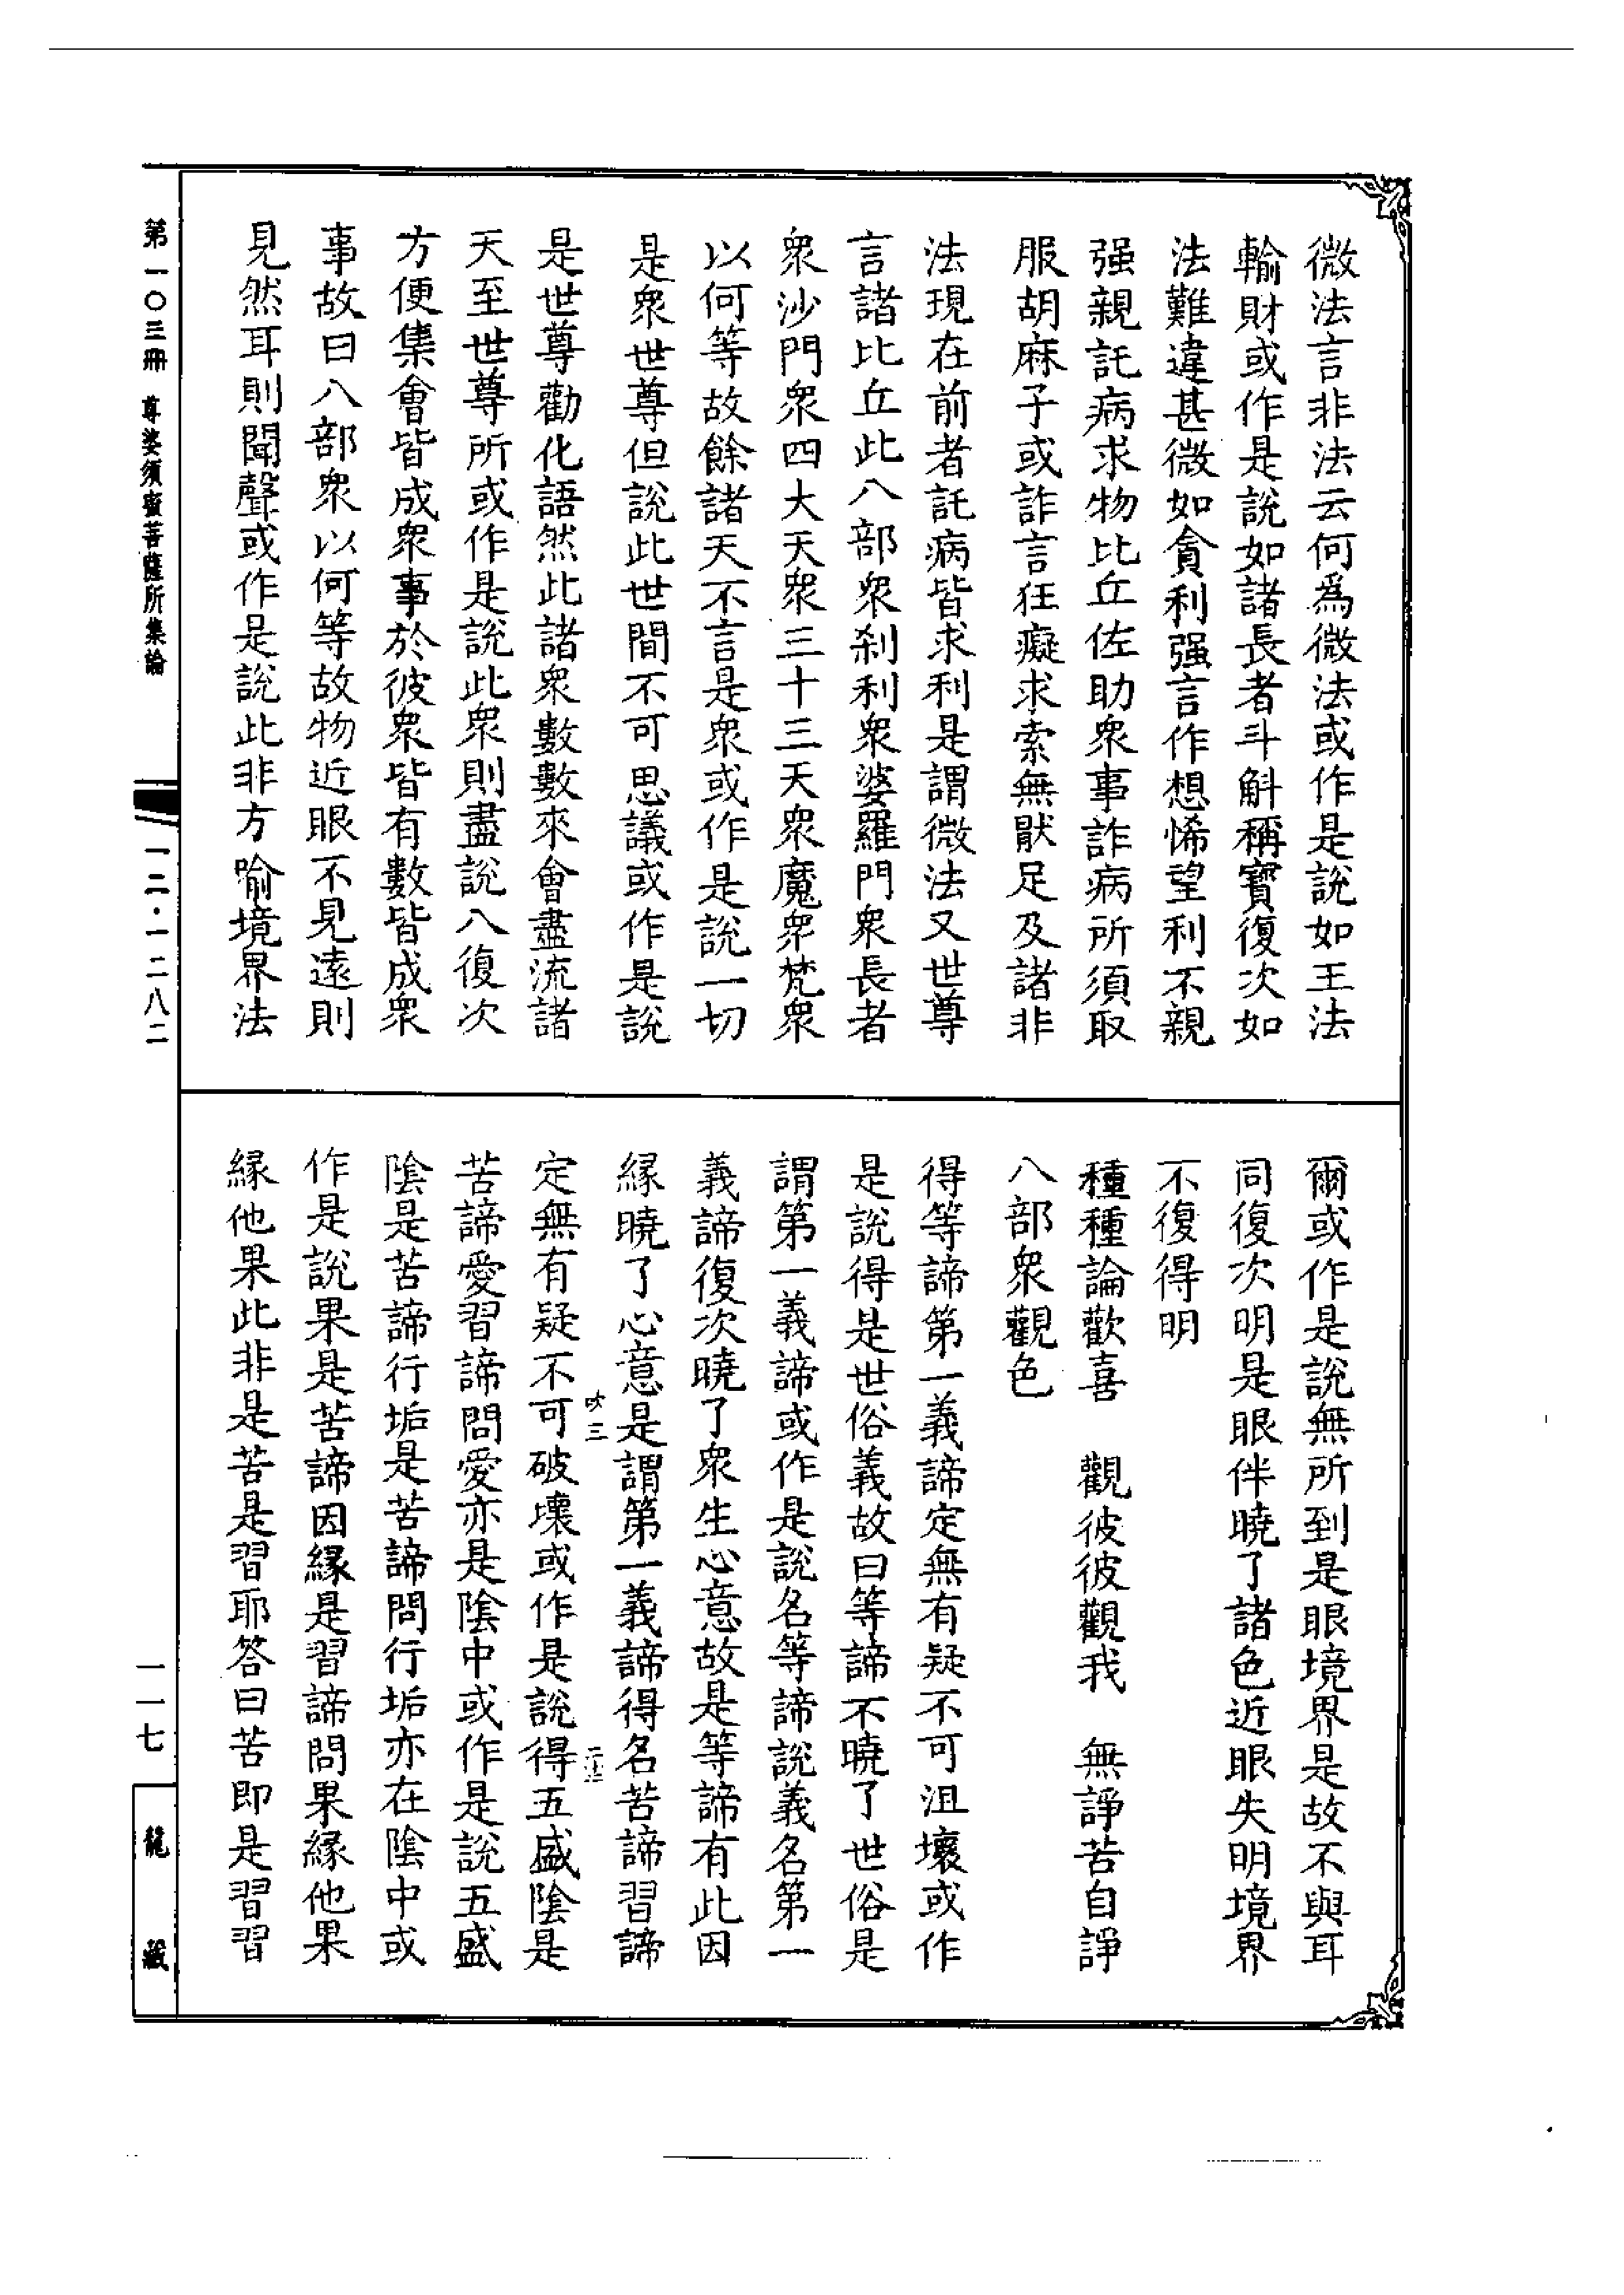 微法言非法云何爲微法或作是說如王法
輸財或作是說如諸長者斗斛稱寶復次如
法難違甚微如貪利强言作想悕望利不親
强親託病求物比丘佐助衆事詐病所須取
服胡麻子或詐言狂癡求索無猒足及諸非
法現在前者託病皆求利是謂微法又世尊
言諸比丘此八部衆刹利衆婆羅門衆長者
衆沙門衆四大天衆三十三天衆魔衆梵衆
以何等故餘諸天不言是衆或作是說一切
是衆世尊但說此世間不可思議或作是說
是世尊勸化語然此諸衆數數來會盡流諸
天至世尊所或作是說此衆則盡說八復次
方便集會皆成衆事於彼衆皆有數皆成衆
事故曰八部衆以何等故物近眼不見遠則
見然耳則聞聲或作是說此非方喻境界法
爾或作是說無所到是眼境界是故不與耳
同復次明是眼伴曉了諸色近眼失明境界
不復得明
種種論歡喜　觀彼彼觀我　無諍苦自諍
八部衆觀色
得等諦第一義諦定無有疑不可沮壞或作
是說得是世俗義故曰等諦不曉了世俗是
謂第一義諦或作是說名等諦說義名第一
義諦復次曉了衆生心意故是等諦有此因
緣曉了心意是謂第一義諦得名苦諦習諦
定無有疑不可破壞或作是說得五盛陰是
苦諦愛習諦問愛亦是陰中或作是說五盛
陰是苦諦行垢是苦諦問行垢亦在陰中或
作是說果是苦諦因緣是習諦問果緣他果
緣他果此非是苦是習耶答曰苦即是習習
第一〇三冊　尊婆須蜜菩薩所集論
一二·一二八二
一一七
龍藏